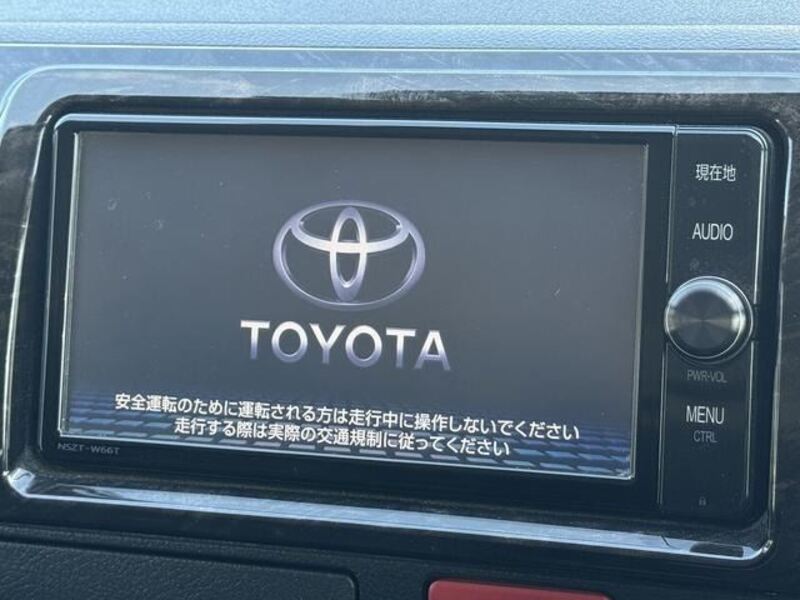 現在地
AUDIO
PWR·VOL
MENU
CTRL
TOYOTA
安全運転のために運転される方は走行中に操作しないでください
走行する際は実際の交通規制に従ってください
NSZT-W66T